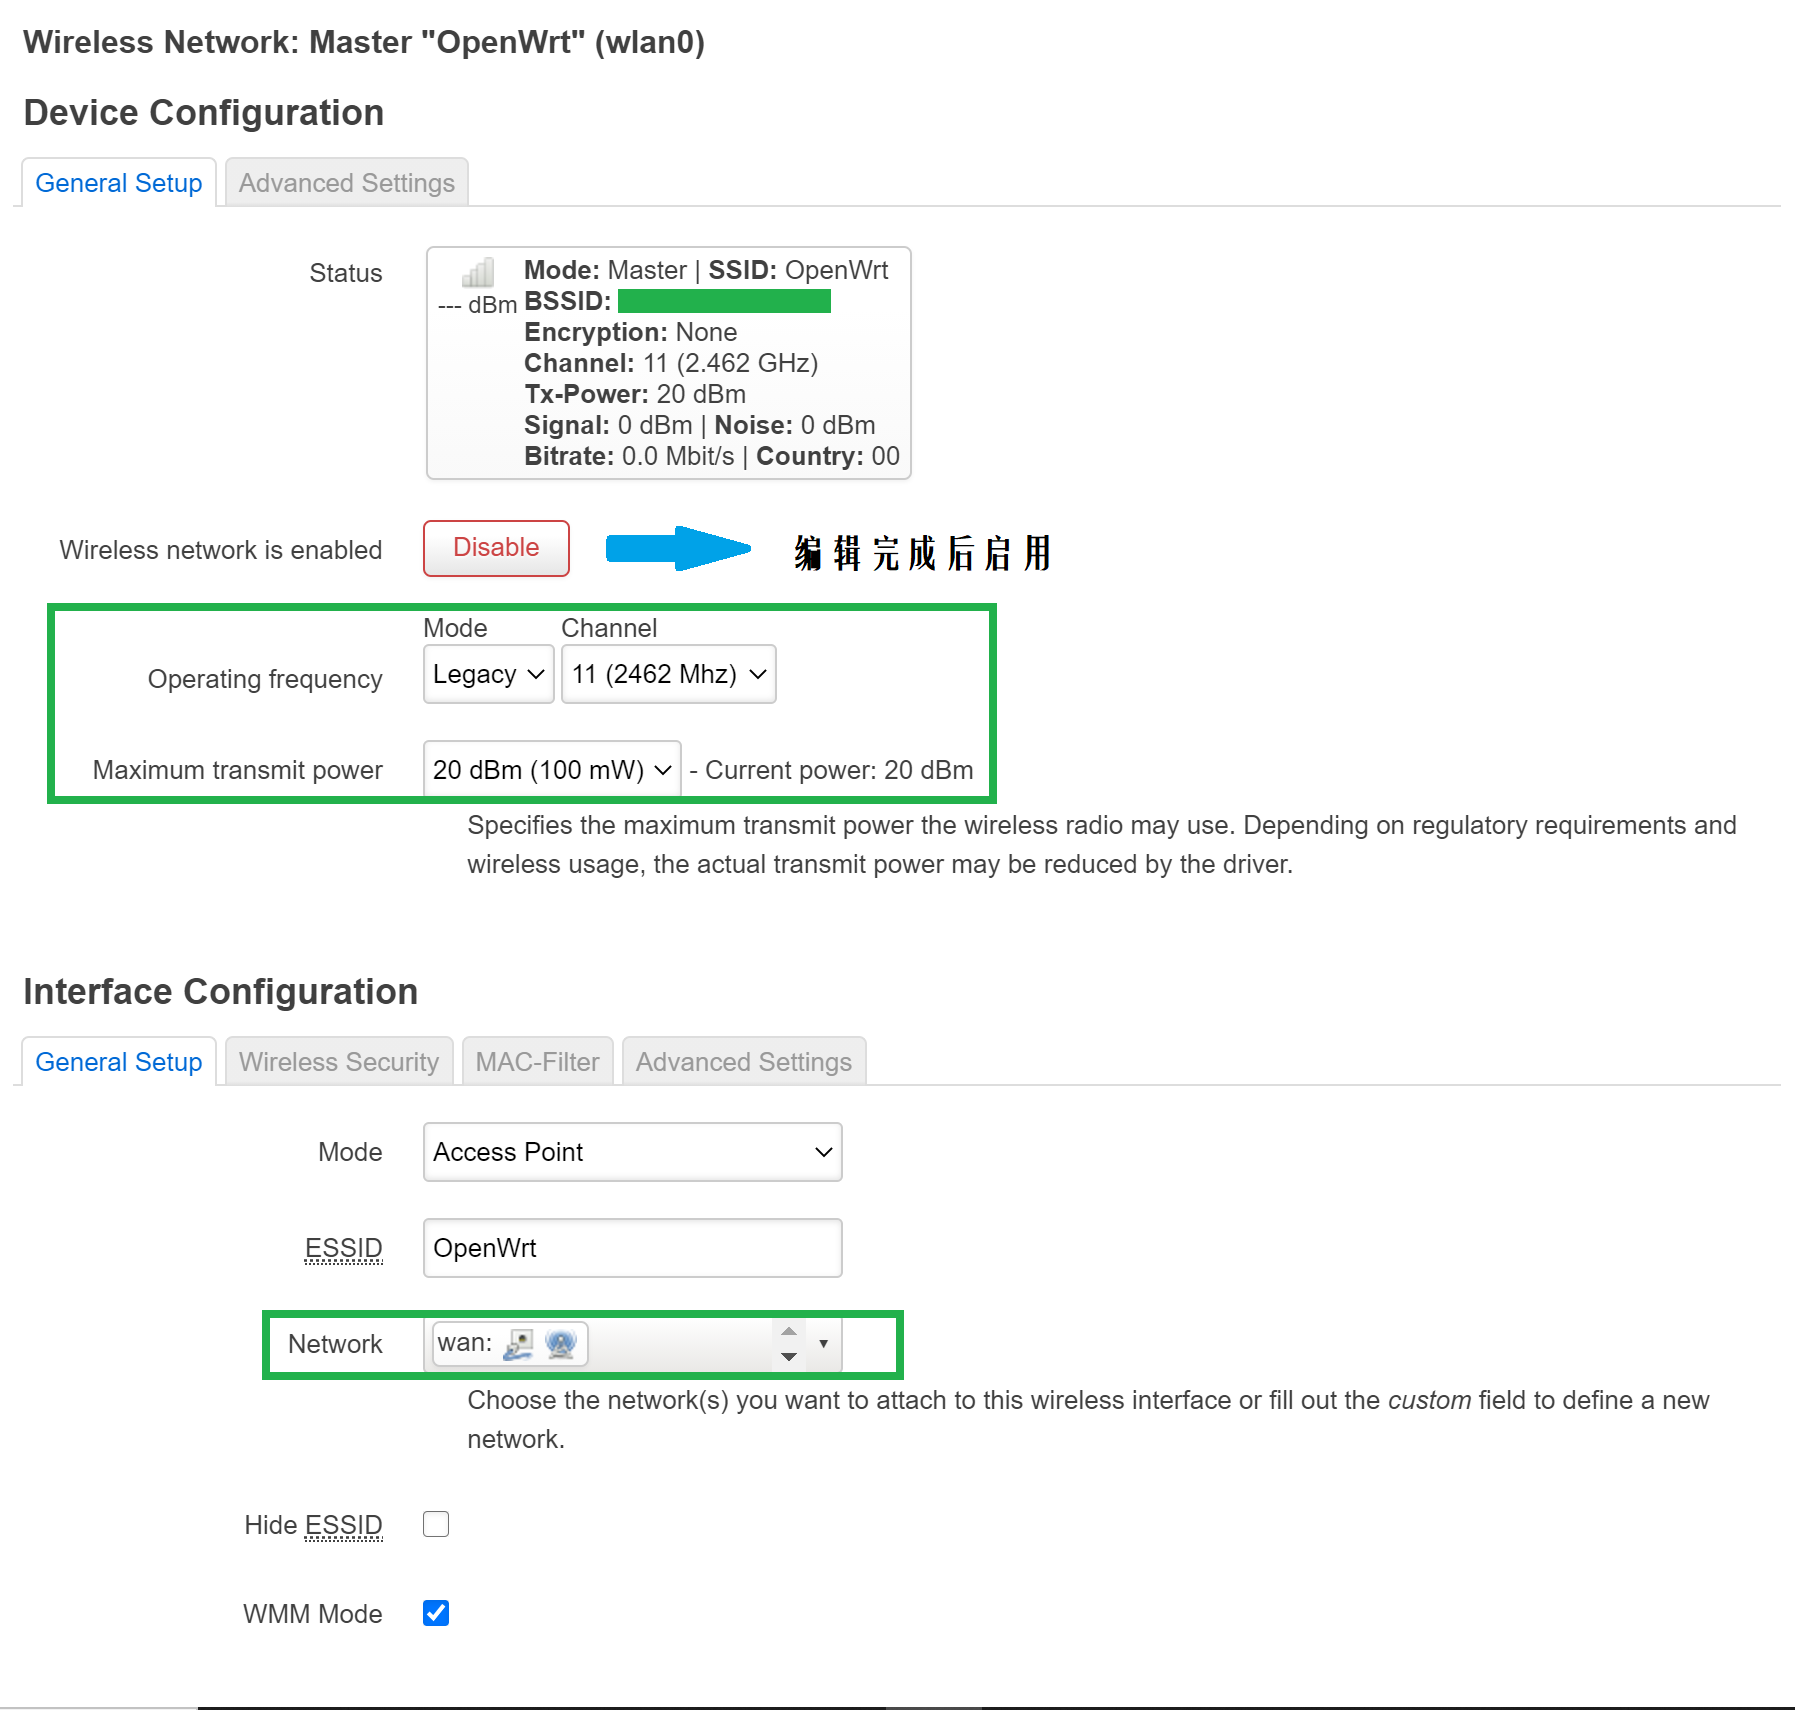 Wireless Network: Master "OpenWrt" (wlan0)
Device Configuration
General Setup Advanced Settings
Status
--- dBm
Mode: Master | SSID: OpenWrt
BSSID:
Encryption: None
Channel: 11 (2.462 GHz)
Tx-Power: 20 dBm
Signal: 0 dBm | Noise: 0 dBm
Bitrate: 0.0 Mbit/s | Country: 00
Wireless network is enabled Disable 编辑完成后启用
Mode Channel
Operating frequency Legacy 11 (2462 Mhz)
Maximum transmit power 20 dBm (100 mW) - Current power: 20 dBm
Specifies the maximum transmit power the wireless radio may use. Depending on regulatory requirements and
wireless usage, the actual transmit power may be reduced by the driver.
Interface Configuration
General Setup Wireless Security MAC-Filter Advanced Settings
Mode Access Point
ESSID OpenWrt
Network wan:
Choose the network(s) you want to attach to this wireless interface or fill out the custom field to define a new
network.
Hide ESSID
WMM Mode